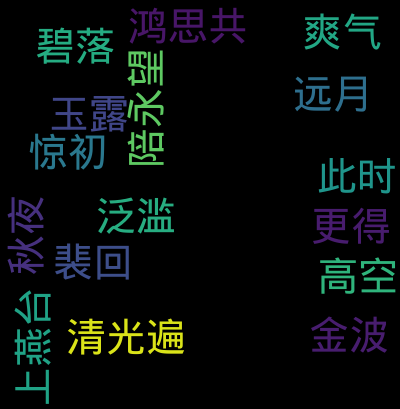 鸿思共
爽气
碧落
陪永望
远月
玉露
惊初
此时
秋夜
泛滥
更得
裴回
高空
上燕台
清光遍
金波